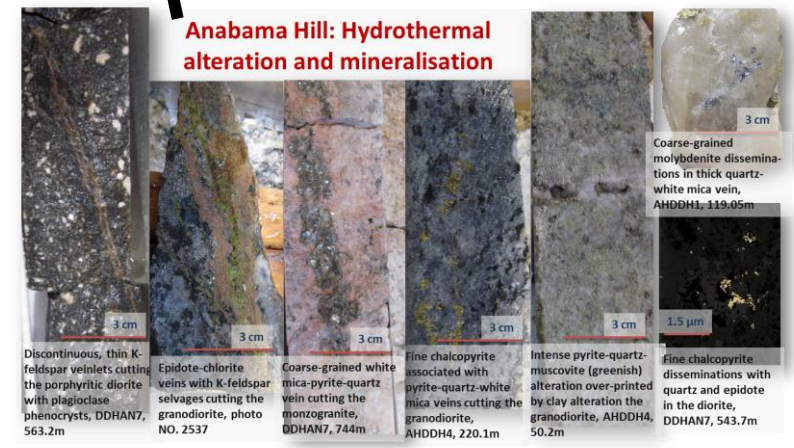 Anabama Hill: Hydrothermal
alteration and mineralisation
3 cm
Discontinuous, thin K-
feldspar veinlets cutting
the porphyritic diorite
with plagioclase
phenocrysts, DDHAN7,
563.2m
3 cm
Epidote-chlorite
veins with K-feldspar
selvages cutting the
granodiorite, photo
NO. 2537
3 cm
Coarse-grained white
mica-pyrite-quartz
vein cutting the
monzogranite,
DDHAN7, 744m
3 cm
Fine chalcopyrite
associated with
pyrite-quartz-white
mica veins cutting the
granodiorite,
AHDDH4, 220.1m
3 cm
Intense pyrite-quartz-
muscovite (greenish)
alteration over-printed
by clay alteration the
granodiorite, AHDDH4,
50.2m
3 cm
Coarse-grained
molybdenite dissemina-
tions in thick quartz-
white mica vein,
AHDDH1, 119.05m
1.5 µm
Fine chalcopyrite
disseminations with
quartz and epidote
in the diorite,
DDHAN7, 543.7m